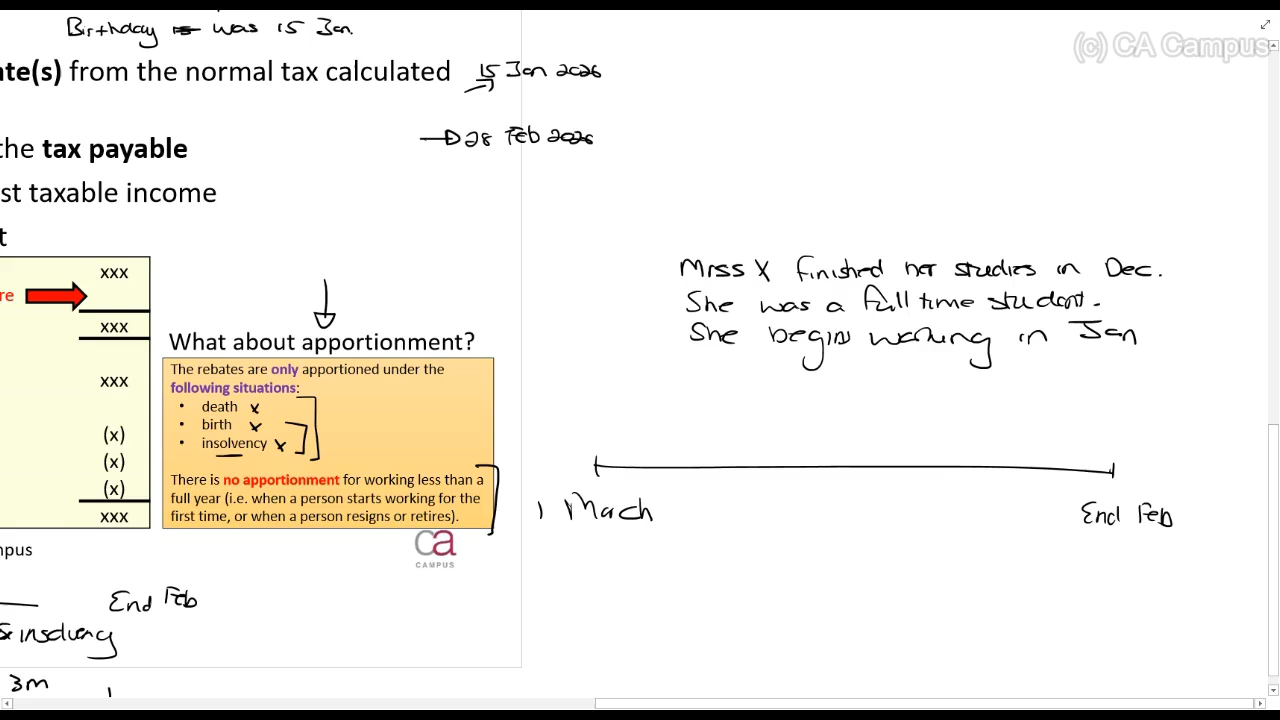 Birthday was 15 Jan.
(c) CA Campus
ate(s) from the normal tax calculated
15 Jan 2026
the tax payable
28 Feb 2026
st taxable income
t
xxx
re
xxx
xxx
(x)
(x)
(x)
xxx
What about apportionment?
The rebates are only apportioned under the
following situations:
• death x
• birth x
• insolvency x
There is no apportionment for working less than a
full year (i.e. when a person starts working for the
first time, or when a person resigns or retires).
ca
CAMPUS
mpus
Miss X finished her studies in Dec.
She was a full time student.
She begins working in Jan
1 March
End Feb
End Feb
& insolvency
3m